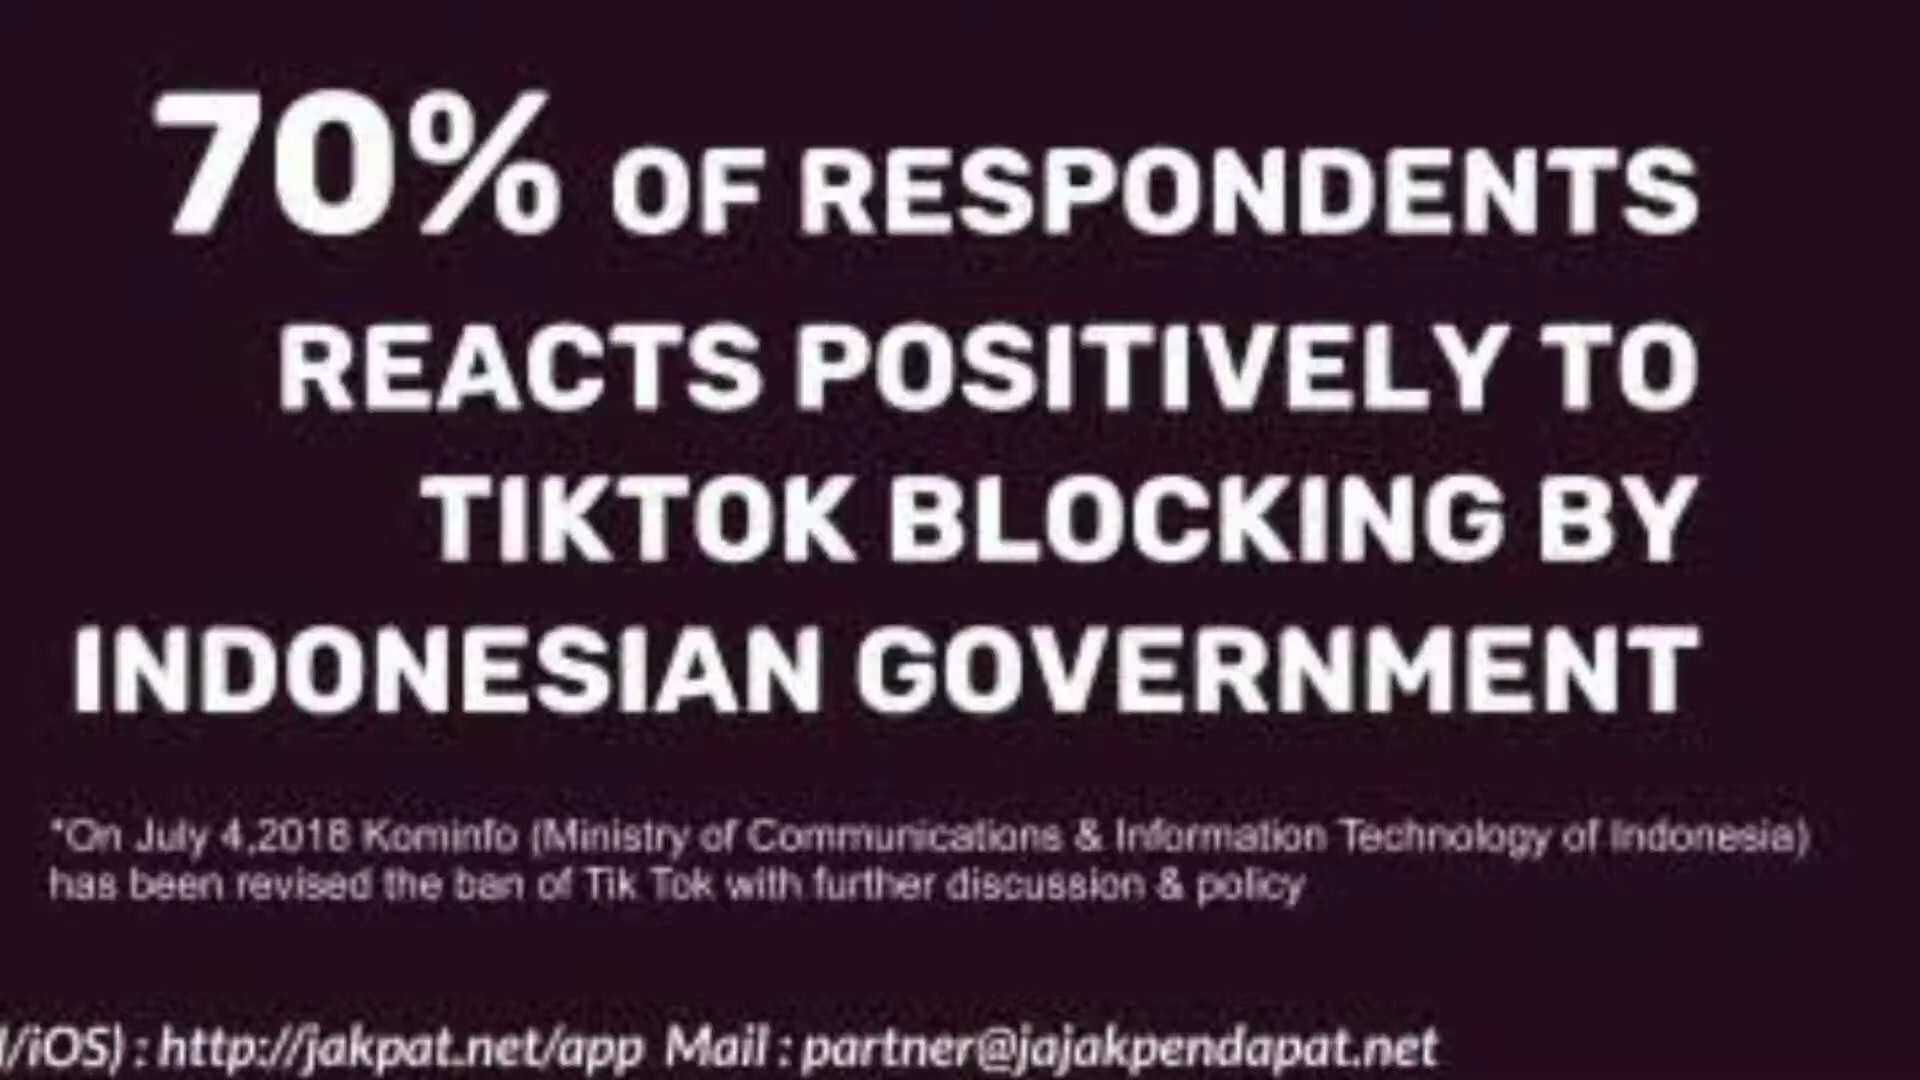 70% OF RESPONDENTS
REACTS POSITIVELY TO
TIKTOK BLOCKING BY
INDONESIAN GOVERNMENT
*On July 4,2018 Kominfo (Ministry of Communications & Information Technology of Indonesia)
has been revised the ban of Tik Tok with further discussion & policy
/iOS) : http://jakpat.net/app Mail : partner@jajakpendapat.net